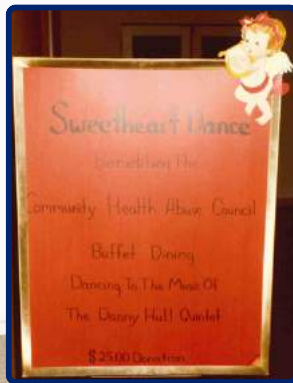 Sweetheart Dance
Benefiting The
Community Health Abuse Council
Buffet Dining
Dancing To The Music Of
The Danny Hull Quintet
$25.00 Donation